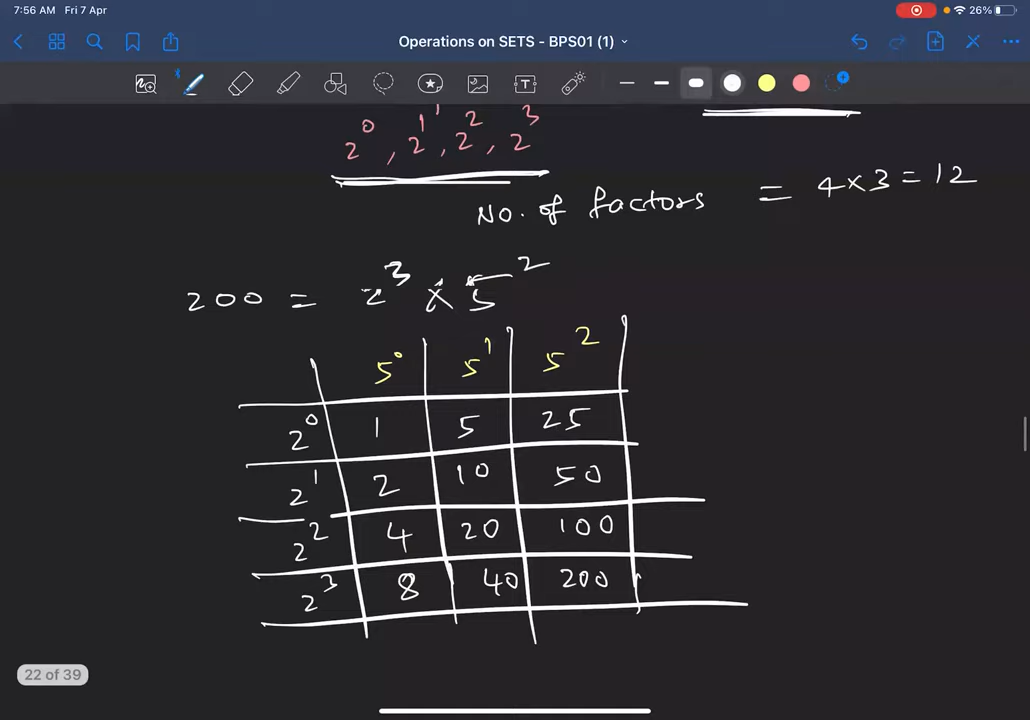 7:56 AM Fri 7 Apr
26%
Operations on SETS - BPS01 (1)
2⁰, 2¹, 2², 2³
No. of factors = 4×3 = 12
200 = 2³ × 5²
5⁰ 5¹ 5²
2⁰ 1 5 25
2¹ 2 10 50
2² 4 20 100
2³ 8 40 200
22 of 39